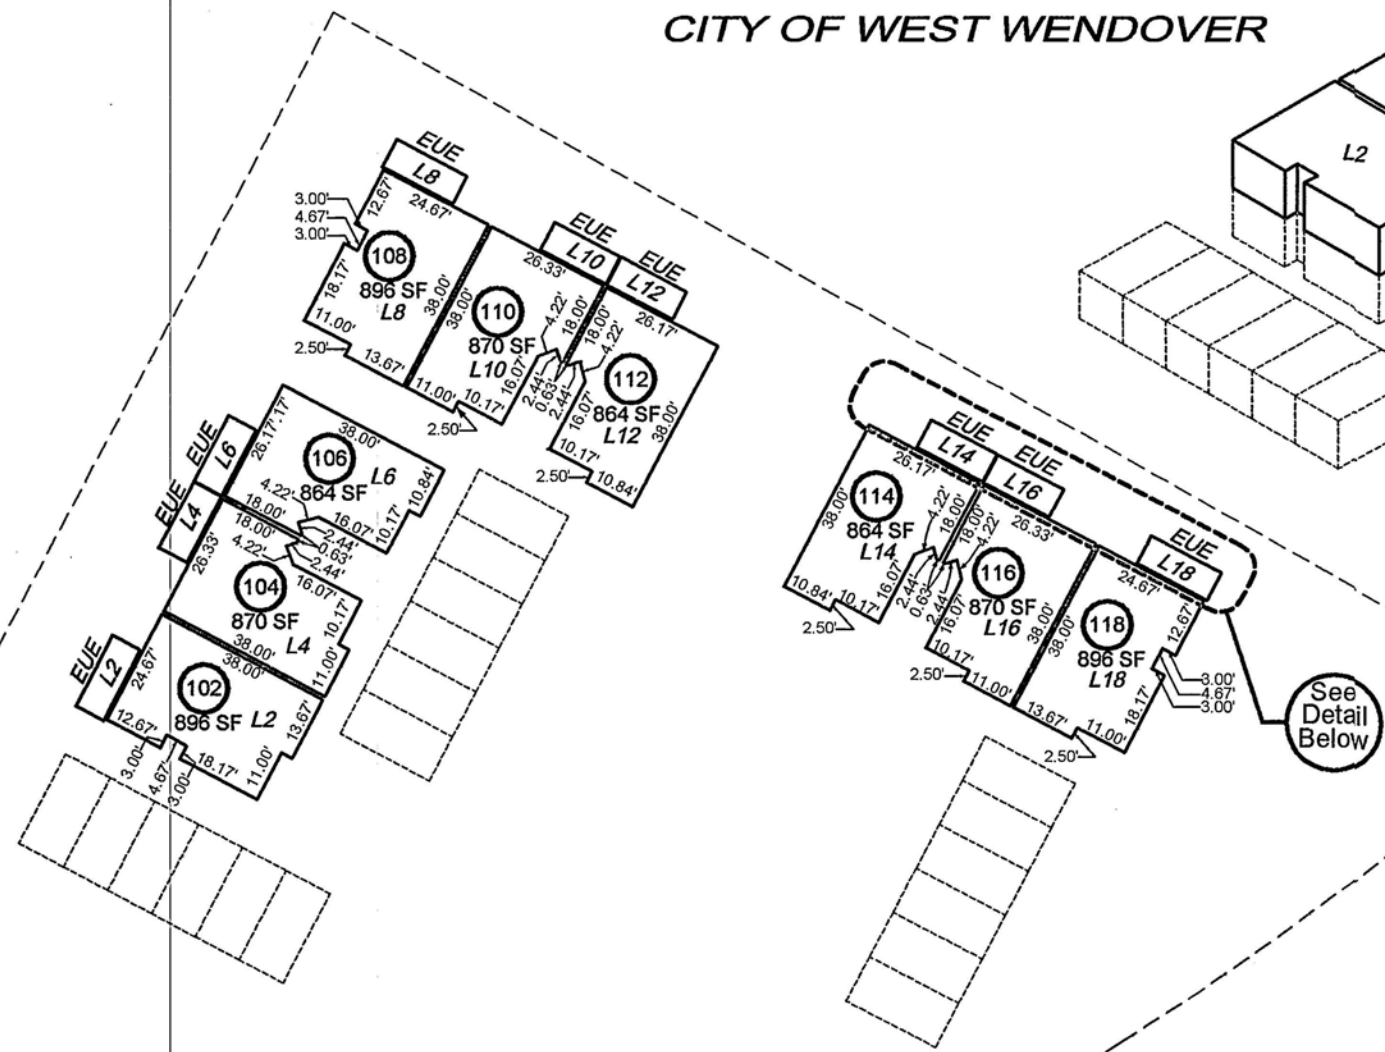 CITY OF WEST WENDOVER
L2
EUE
L8
12.67'
24.67'
3.00'
4.67'
3.00'
108
896 SF
L8
18.17'
11.00'
2.50'
13.67'
38.00'
38.00'
EUE
L10
26.33'
110
870 SF
L10
4.22'
18.00'
16.07'
2.44'
0.63'
11.00'
10.17'
2.50'
EUE
L12
26.17'
18.00'
4.22'
112
864 SF
L12
2.44'
16.07'
38.00'
10.17'
2.50'
10.84'
EUE
L6
26.17'.17'
38.00'
106
L6
864 SF
4.22'
10.84'
18.00'
16.07'
10.17'
2.44'
0.63'
EUE
L4
18.00'
4.22'
2.44'
26.33'
16.07'
104
870 SF
L4
10.17'
11.00'
38.00'
EUE
L2
24.67'
38.00'
102
896 SF
L2
13.67'
12.67'
3.00'
4.67'
3.00'
18.17'
11.00'
EUE
L14
26.17'
114
864 SF
L14
38.00'
4.22'
18.00'
16.07'
2.44'
0.63'
10.84'
10.17'
2.50'
EUE
L16
26.33'
18.00'
4.22'
116
870 SF
L16
2.44'
16.07'
38.00'
10.17'
2.50'
11.00'
EUE
L18
24.67'
12.67'
38.00'
118
896 SF
L18
3.00'
4.67'
3.00'
18.17'
13.67'
11.00'
2.50'
See
Detail
Below